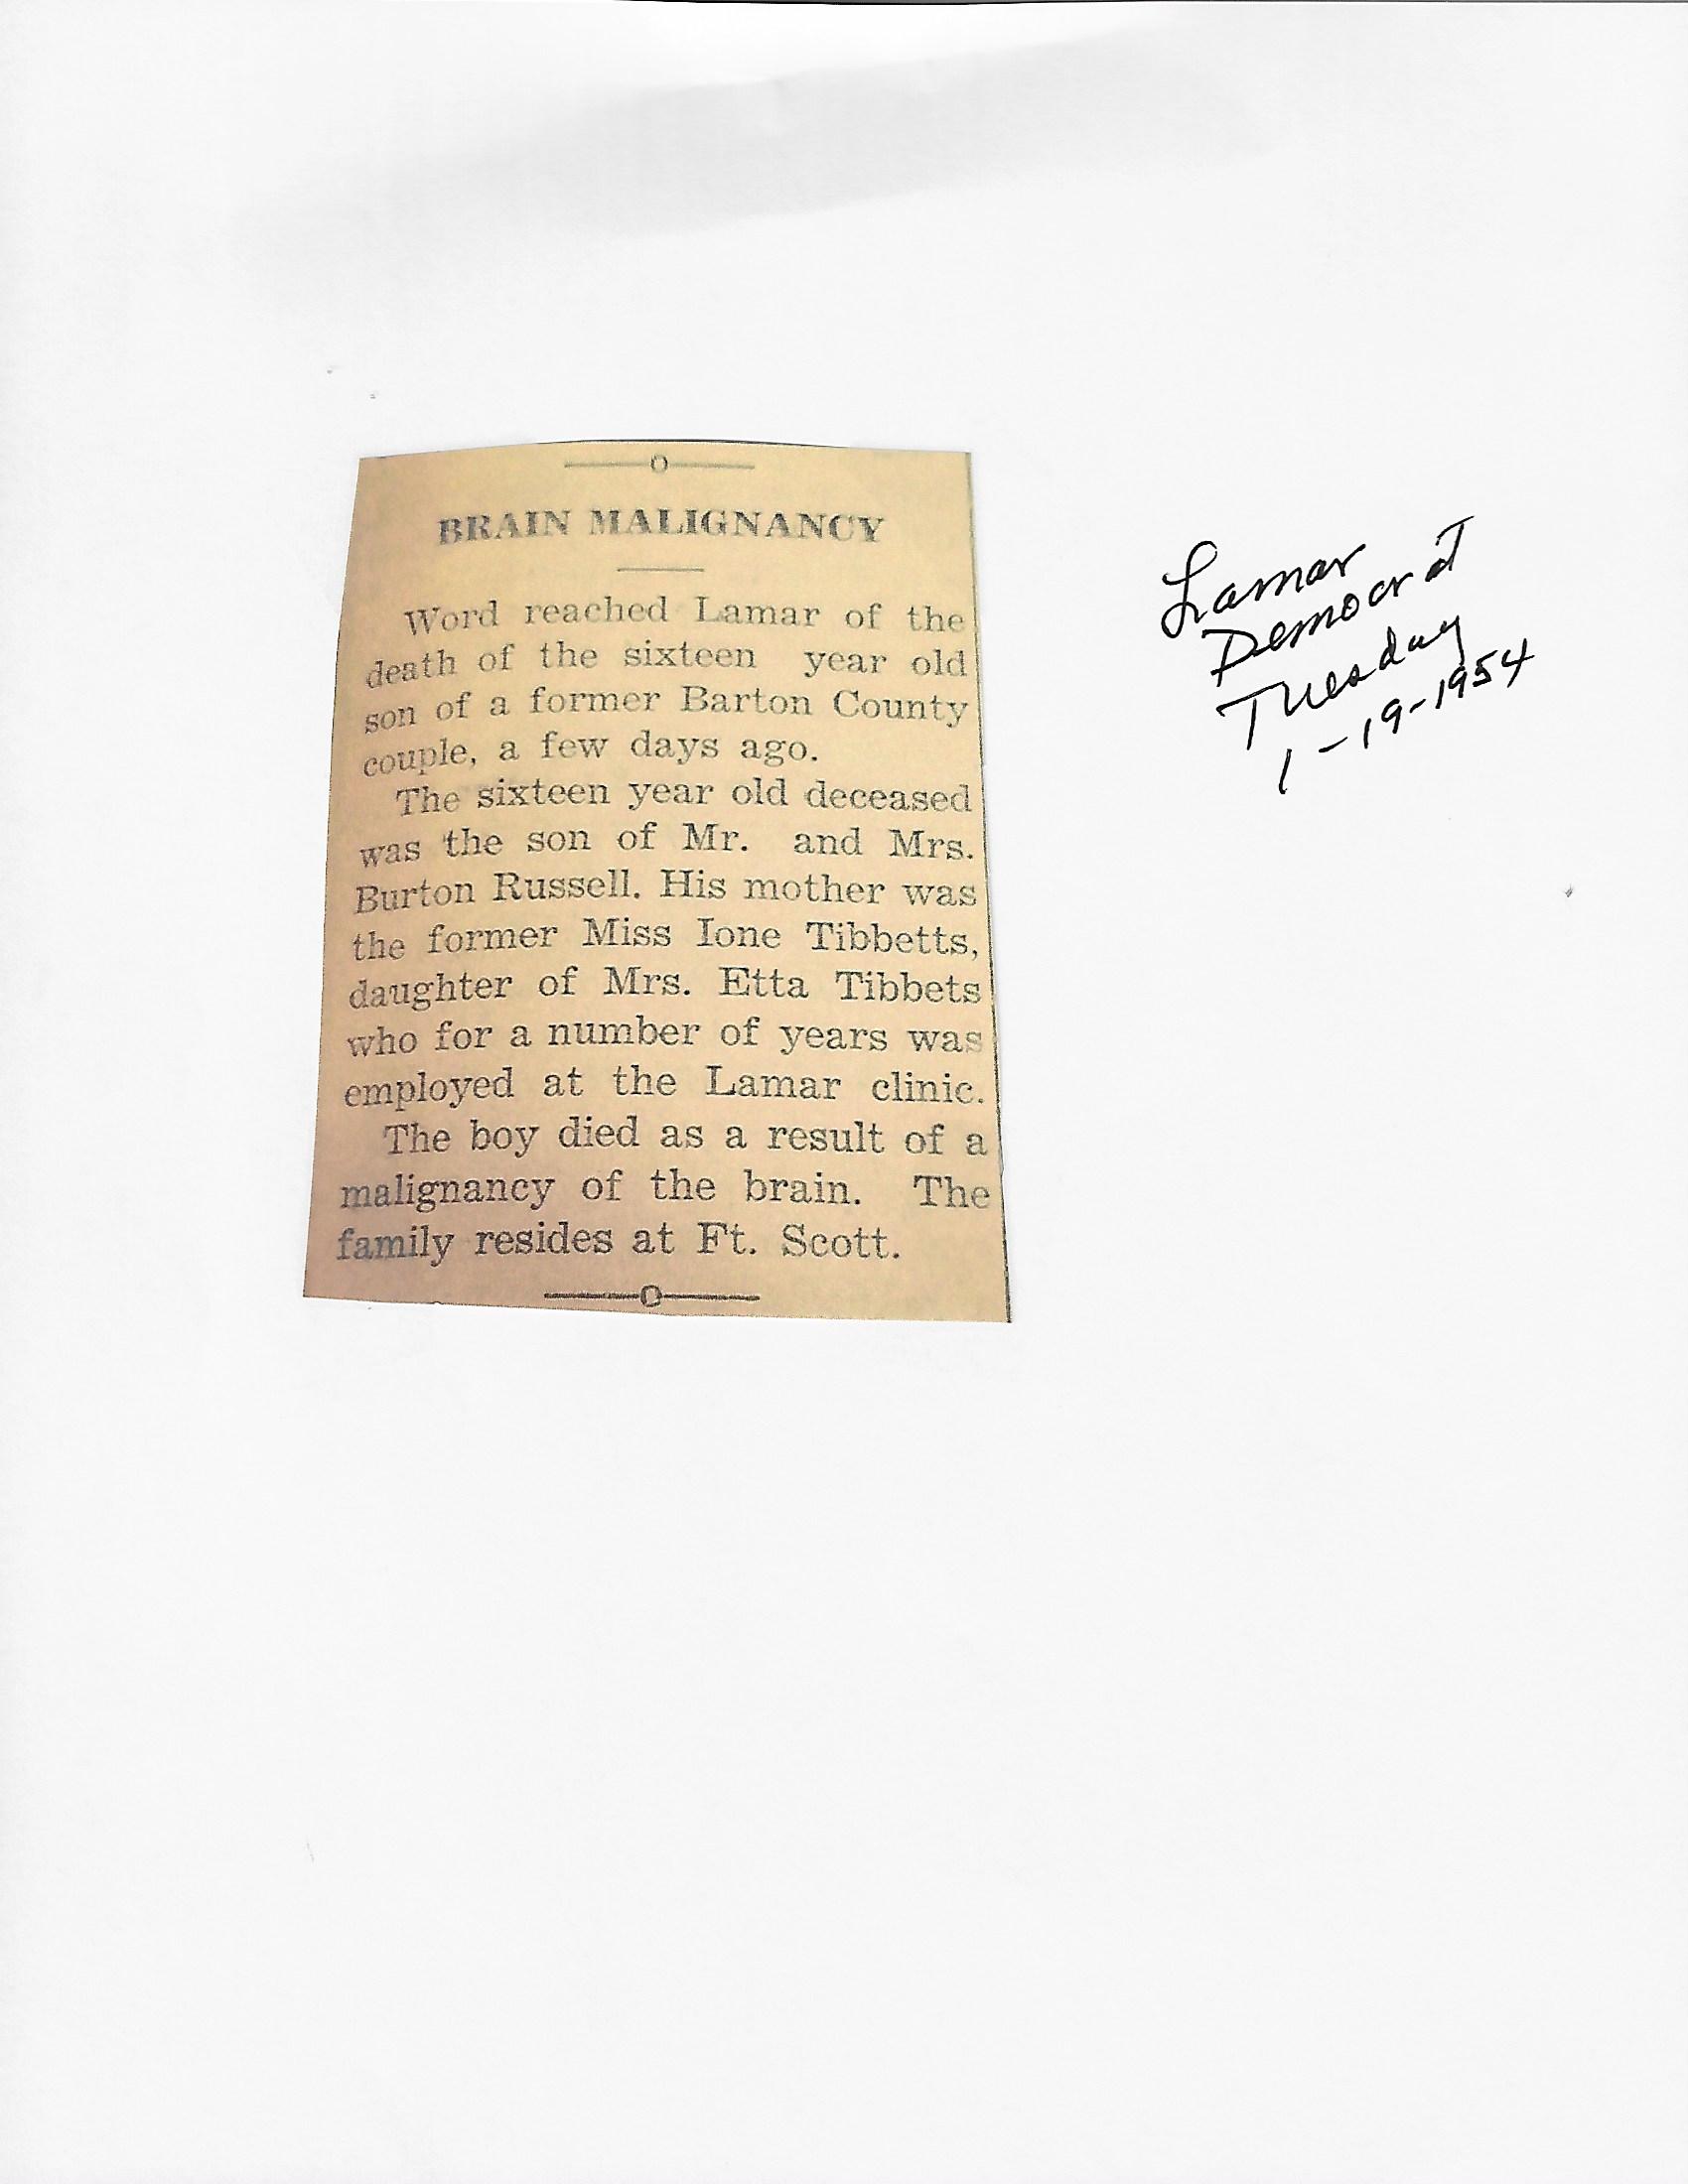 BRAIN MALIGNANCY
Word reached Lamar of the
death of the sixteen year old
son of a former Barton County
couple, a few days ago.
The sixteen year old deceased
was the son of Mr. and Mrs.
Burton Russell. His mother was
the former Miss Ione Tibbetts,
daughter of Mrs. Etta Tibbets
who for a number of years was
employed at the Lamar clinic.
The boy died as a result of a
malignancy of the brain. The
family resides at Ft. Scott.
Lamar
Democrat
Tuesday
1-19-1954